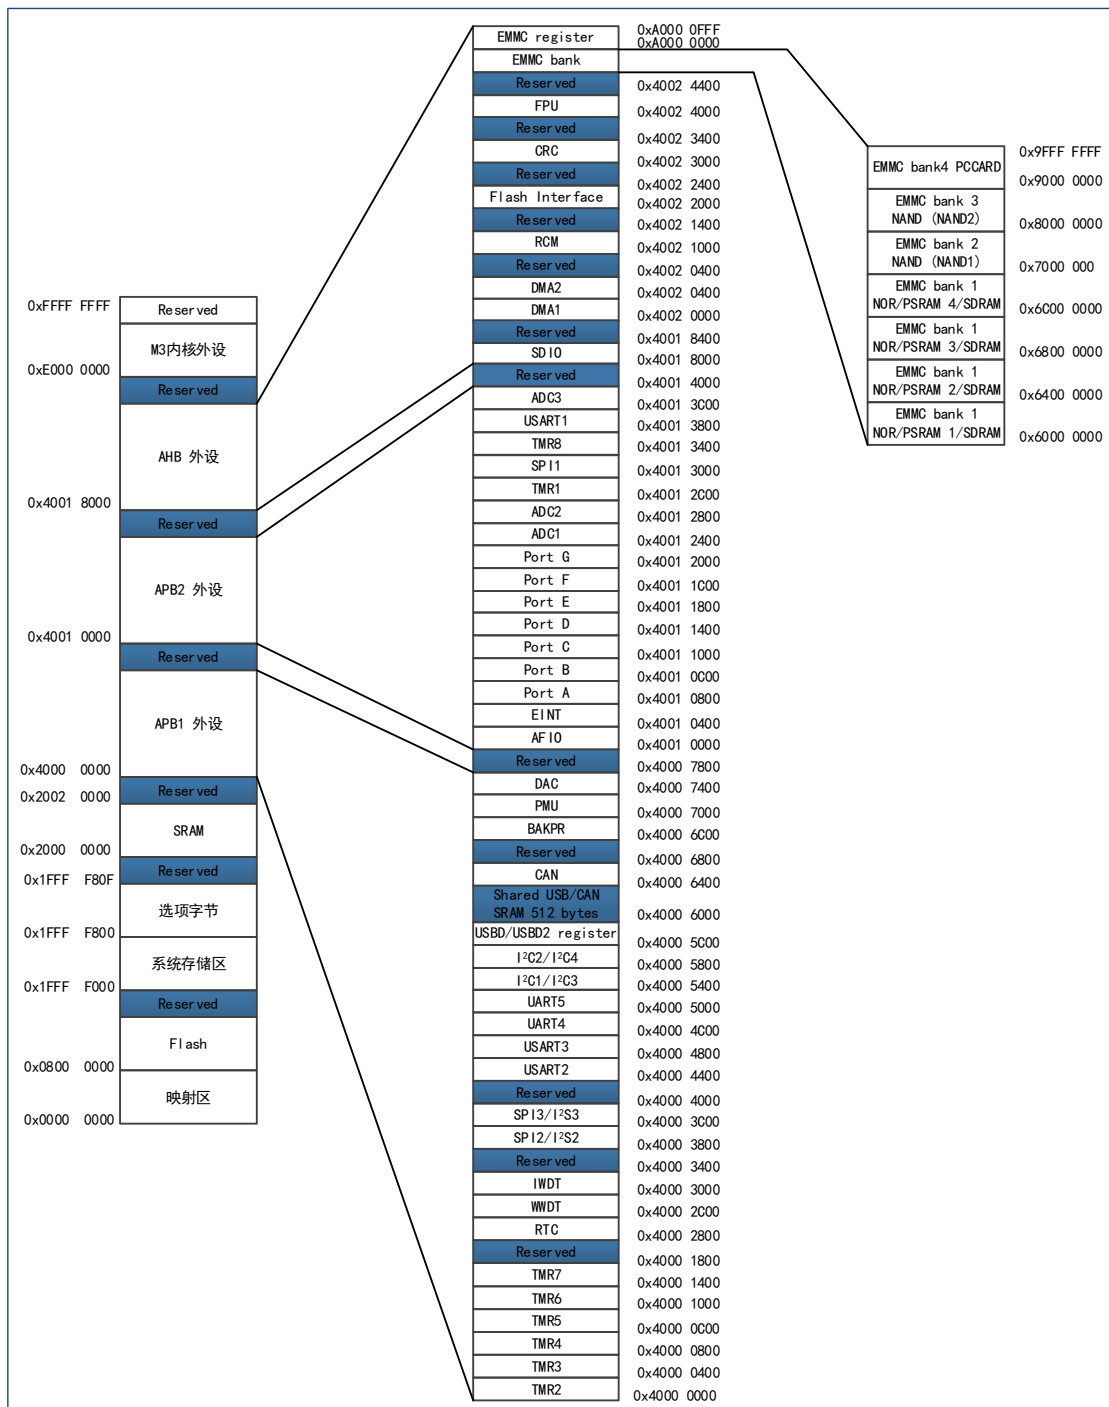 0xFFFF FFFF
Reserved
M3内核外设
0xE000 0000
Reserved
AHB 外设
0x4001 8000
Reserved
APB2 外设
0x4001 0000
Reserved
APB1 外设
0x4000 0000
Reserved
0x2002 0000
SRAM
0x2000 0000
Reserved
0x1FFF F80F
选项字节
0x1FFF F800
系统存储区
0x1FFF F000
Reserved
Flash
0x0800 0000
映射区
0x0000 0000
EMMC register
0xA000 0FFF
0xA000 0000
EMMC bank
Reserved
0x4002 4400
FPU
0x4002 4000
Reserved
0x4002 3400
CRC
0x4002 3000
Reserved
0x4002 2400
Flash Interface
0x4002 2000
Reserved
0x4002 1400
RCM
0x4002 1000
Reserved
0x4002 0400
DMA2
0x4002 0400
DMA1
0x4002 0000
Reserved
0x4001 8400
SDIO
0x4001 8000
Reserved
0x4001 4000
ADC3
0x4001 3C00
USART1
0x4001 3800
TMR8
0x4001 3400
SPI1
0x4001 3000
TMR1
0x4001 2C00
ADC2
0x4001 2800
ADC1
0x4001 2400
Port G
0x4001 2000
Port F
0x4001 1C00
Port E
0x4001 1800
Port D
0x4001 1400
Port C
0x4001 1000
Port B
0x4001 0C00
Port A
0x4001 0800
EINT
0x4001 0400
AFIO
0x4001 0000
Reserved
0x4000 7800
DAC
0x4000 7400
PMU
0x4000 7000
BAKPR
0x4000 6C00
Reserved
0x4000 6800
CAN
0x4000 6400
Shared USB/CAN
SRAM 512 bytes
0x4000 6000
USBD/USBD2 register
0x4000 5C00
I²C2/I²C4
0x4000 5800
I²C1/I²C3
0x4000 5400
UART5
0x4000 5000
UART4
0x4000 4C00
USART3
0x4000 4800
USART2
0x4000 4400
Reserved
0x4000 4000
SPI3/I²S3
0x4000 3C00
SPI2/I²S2
0x4000 3800
Reserved
0x4000 3400
IWDT
0x4000 3000
WWDT
0x4000 2C00
RTC
0x4000 2800
Reserved
0x4000 1800
TMR7
0x4000 1400
TMR6
0x4000 1000
TMR5
0x4000 0C00
TMR4
0x4000 0800
TMR3
0x4000 0400
TMR2
0x4000 0000
0x9FFF FFFF
EMMC bank4 PCCARD
0x9000 0000
EMMC bank 3
NAND (NAND2)
0x8000 0000
EMMC bank 2
NAND (NAND1)
0x7000 000
EMMC bank 1
NOR/PSRAM 4/SDRAM
0x6C00 0000
EMMC bank 1
NOR/PSRAM 3/SDRAM
0x6800 0000
EMMC bank 1
NOR/PSRAM 2/SDRAM
0x6400 0000
EMMC bank 1
NOR/PSRAM 1/SDRAM
0x6000 0000